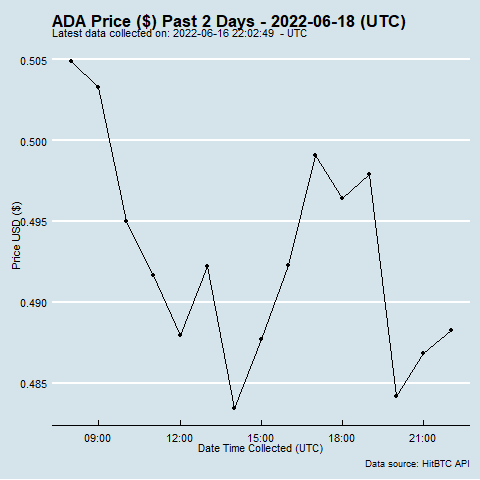 ADA Price ($) Past 2 Days - 2022-06-18 (UTC)
Latest data collected on: 2022-06-16 22:02:49  - UTC
Price USD ($)
0.505
0.500
0.495
0.490
0.485
09:00 12:00 15:00 18:00 21:00
Date Time Collected (UTC)
Data source: HitBTC API